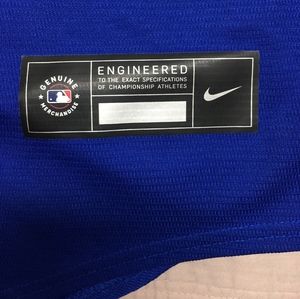 GENUINE
MERCHANDISE
ENGINEERED
TO THE EXACT SPECIFICATIONS
OF CHAMPIONSHIP ATHLETES